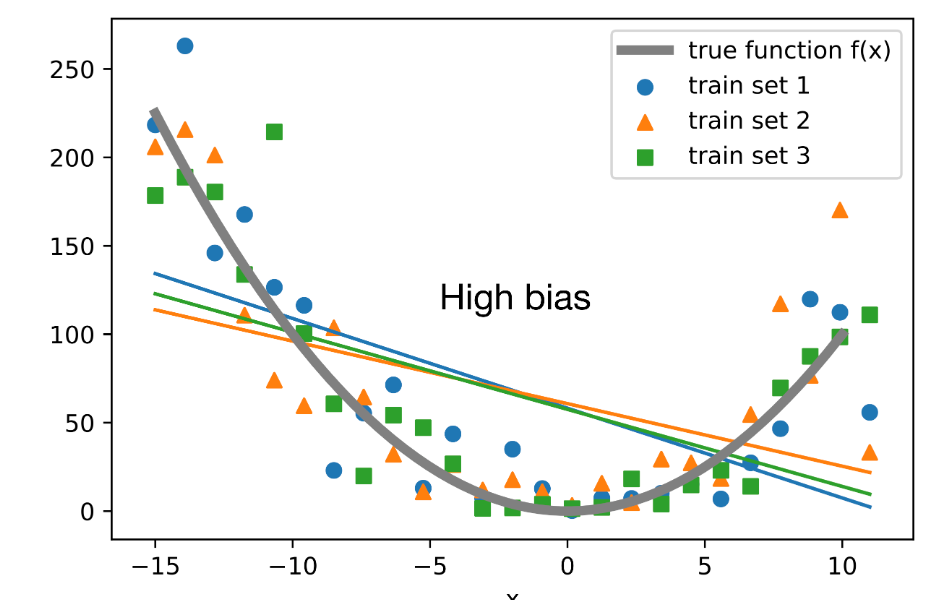 250
200
150
100
50
0
true function f(x)
train set 1
train set 2
train set 3
High bias
−15
−10
−5
0
5
10
x